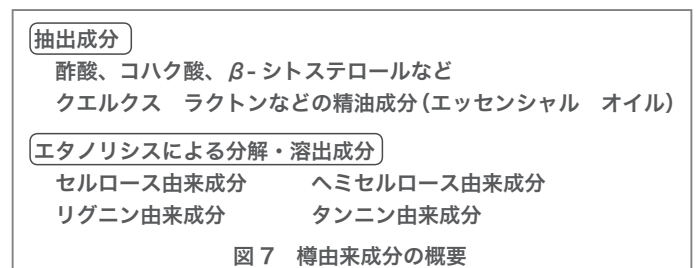 抽出成分
酢酸、コハク酸、β-シトステロールなど
クエルクス　ラクトンなどの精油成分(エッセンシャル　オイル)
エタノリシスによる分解・溶出成分
セルロース由来成分　　　ヘミセルロース由来成分
リグニン由来成分　　　　タンニン由来成分
図7　樽由来成分の概要